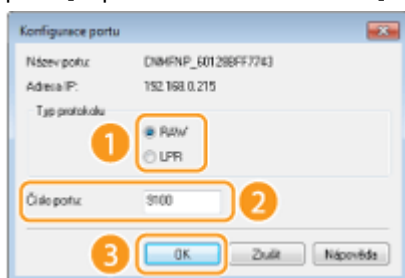 Konfigurace portu
Název portu: CNMFNP_60128BFF7743
Adresa IP: 192.168.0.215
Typ protokolu
1
RAW
LPR
Číslo portu: 9100
2
3
OK Zrušit Nápověda